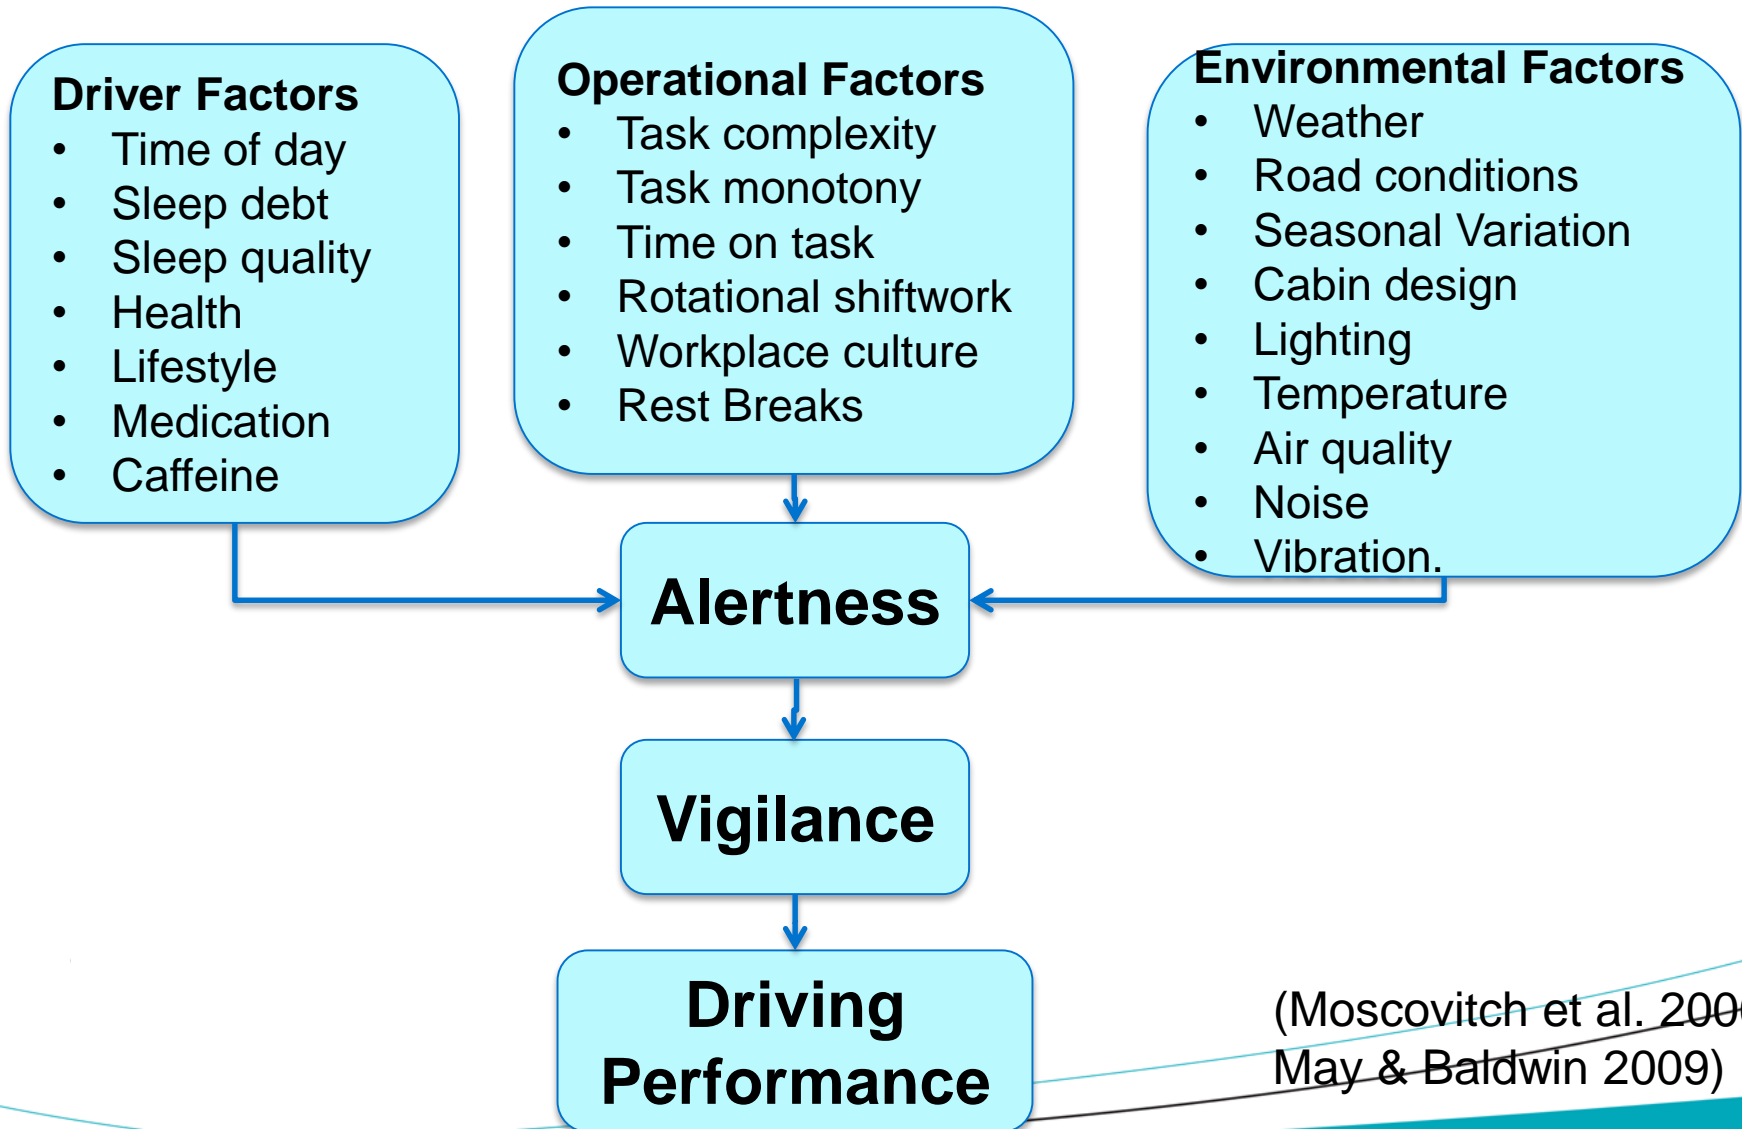 Driver Factors
• Time of day
• Sleep debt
• Sleep quality
• Health
• Lifestyle
• Medication
• Caffeine
Operational Factors
• Task complexity
• Task monotony
• Time on task
• Rotational shiftwork
• Workplace culture
• Rest Breaks
Environmental Factors
• Weather
• Road conditions
• Seasonal Variation
• Cabin design
• Lighting
• Temperature
• Air quality
• Noise
• Vibration.
Alertness
Vigilance
Driving
Performance
(Moscovitch et al.
May & Baldwin 2009)